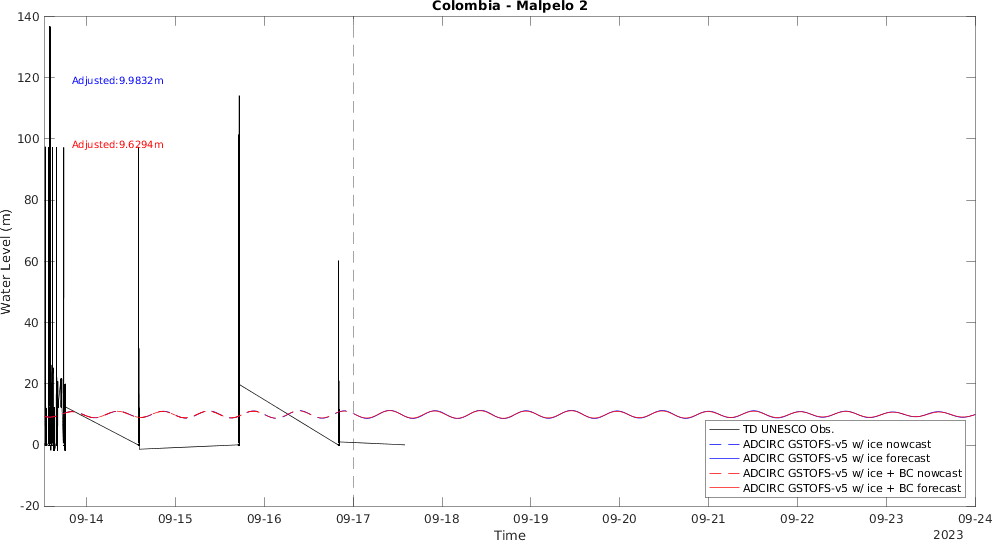 Colombia - Malpelo 2
Water Level (m)
140
120
100
80
60
40
20
0
-20
Adjusted:9.9832m
Adjusted:9.6294m
TD UNESCO Obs.
ADCIRC GSTOFS-v5 w/ ice nowcast
ADCIRC GSTOFS-v5 w/ ice forecast
ADCIRC GSTOFS-v5 w/ ice + BC nowcast
ADCIRC GSTOFS-v5 w/ ice + BC forecast
09-14 09-15 09-16 09-17 09-18 09-19 09-20 09-21 09-22 09-23 09-24
Time
2023